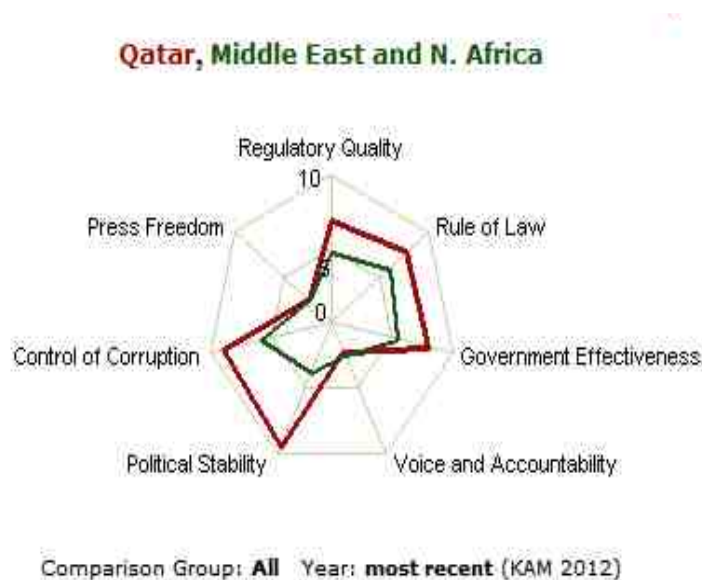 Qatar, Middle East and N. Africa
Regulatory Quality
10
Press Freedom
Rule of Law
5
0
Control of Corruption
Government Effectiveness
Political Stability
Voice and Accountability
Comparison Group: All Year: most recent (KAM 2012)